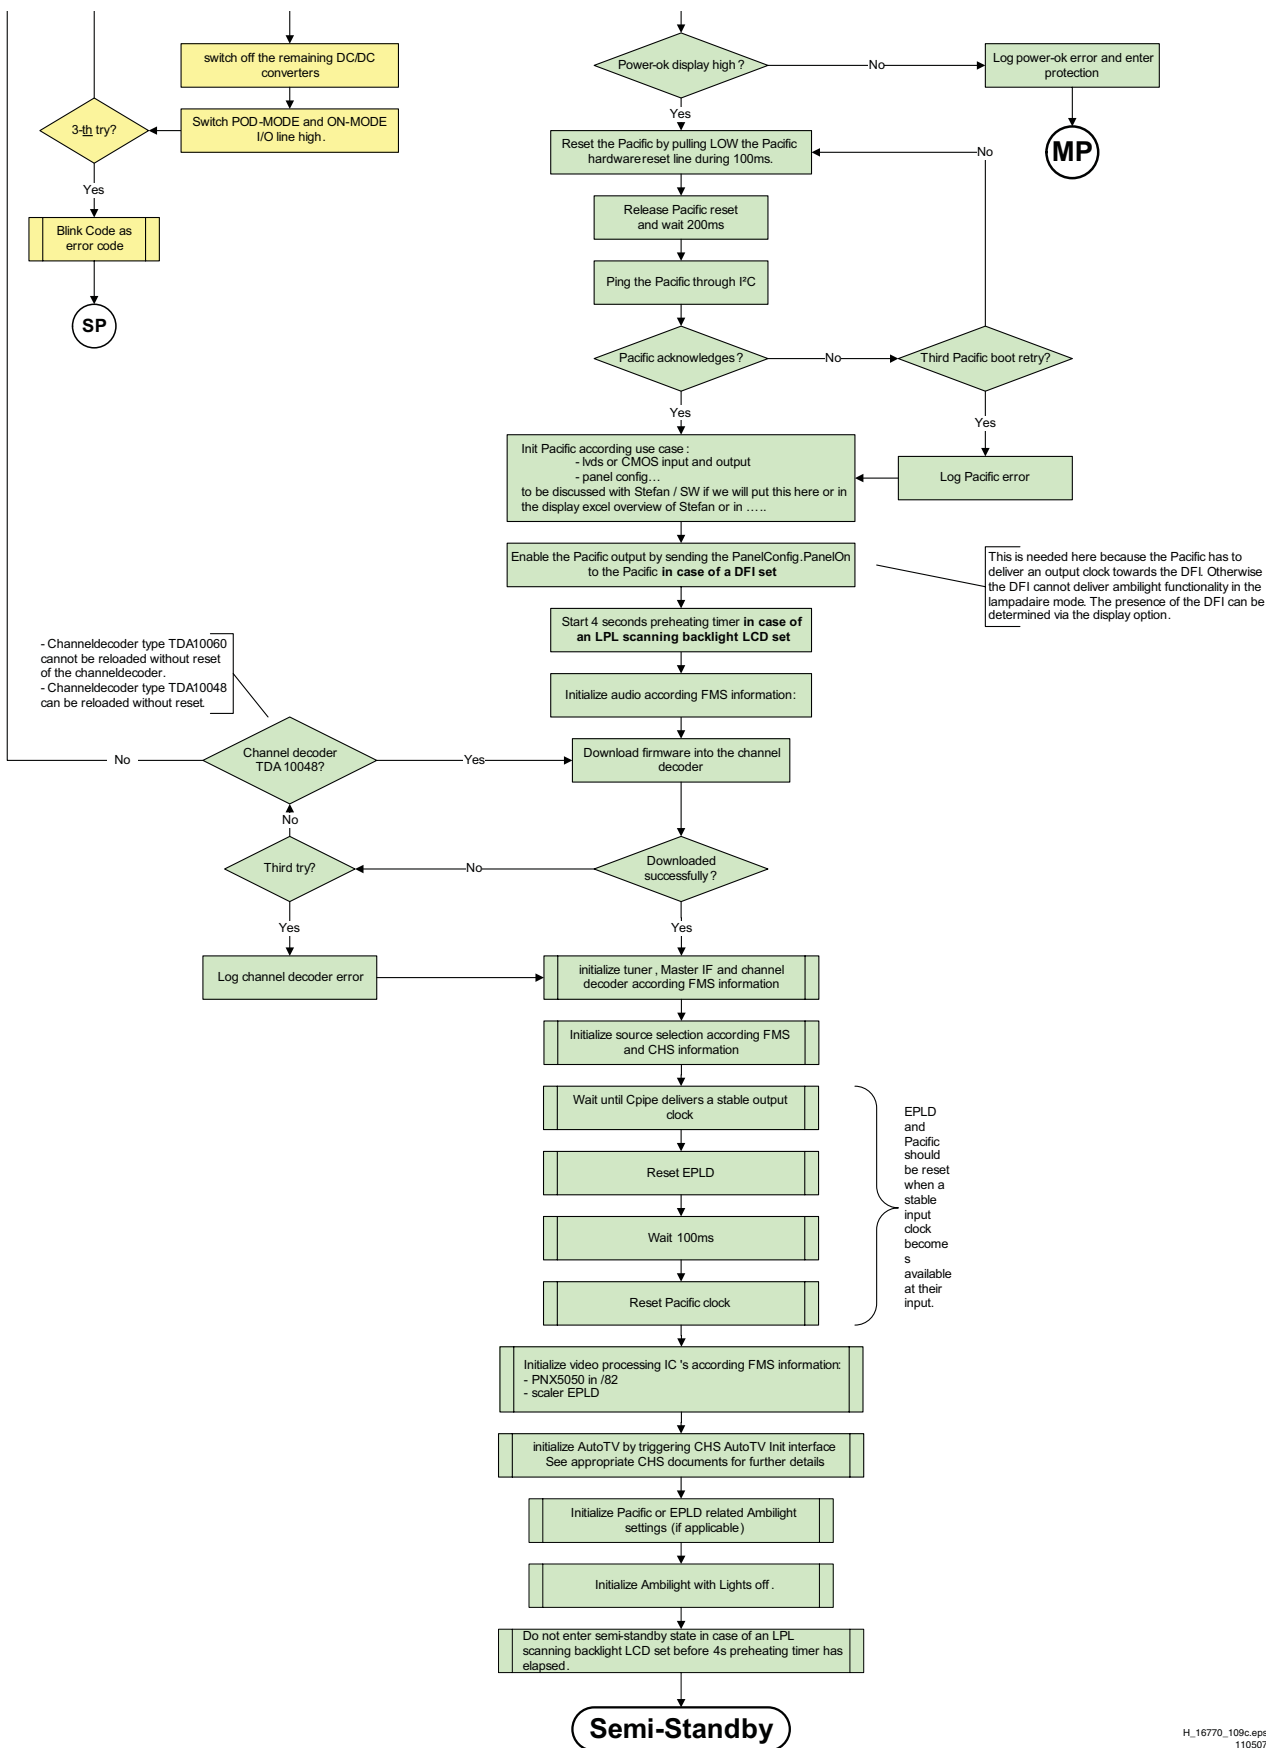 switch off the remaining DC/DC
converters
Switch POD-MODE and ON-MODE
I/O line high.
3-th try?
Yes
Blink Code as
error code
SP
Power-ok display high?
No
Log power-ok error and enter
protection
MP
Yes
Reset the Pacific by pulling LOW the Pacific
hardware reset line during 100ms.
No
Release Pacific reset
and wait 200ms
Ping the Pacific through I²C
Pacific acknowledges?
No
Third Pacific boot retry?
Yes
Yes
Init Pacific according use case:
- lvds or CMOS input and output
- panel config…
to be discussed with Stefan / SW if we will put this here or in
the display excel overview of Stefan or in …..
Log Pacific error
Enable the Pacific output by sending the PanelConfig.PanelOn
to the Pacific in case of a DFI set
This is needed here because the Pacific has to
deliver an output clock towards the DFI. Otherwise
the DFI cannot deliver ambilight functionality in the
lampadaire mode. The presence of the DFI can be
determined via the display option.
Start 4 seconds preheating timer in case of
an LPL scanning backlight LCD set
- Channeldecoder type TDA10060
cannot be reloaded without reset
of the channeldecoder.
- Channeldecoder type TDA10048
can be reloaded without reset.
Initialize audio according FMS information:
No
Channel decoder
TDA10048?
Yes
Download firmware into the channel
decoder
No
Third try?
No
Downloaded
successfully?
Yes
Yes
Log channel decoder error
initialize tuner, Master IF and channel
decoder according FMS information
Initialize source selection according FMS
and CHS information
Wait until Cpipe delivers a stable output
clock
Reset EPLD
Wait 100ms
Reset Pacific clock
EPLD
and
Pacific
should
be reset
when a
stable
input
clock
become
s
available
at their
input.
Initialize video processing IC's according FMS information:
- PNX5050 in /82
- scaler EPLD
initialize AutoTV by triggering CHS AutoTV Init interface
See appropriate CHS documents for further details
Initialize Pacific or EPLD related Ambilight
settings (if applicable)
Initialize Ambilight with Lights off.
Do not enter semi-standby state in case of an LPL
scanning backlight LCD set before 4s preheating timer has
elapsed.
Semi-Standby
H_16770_109c.eps
110507